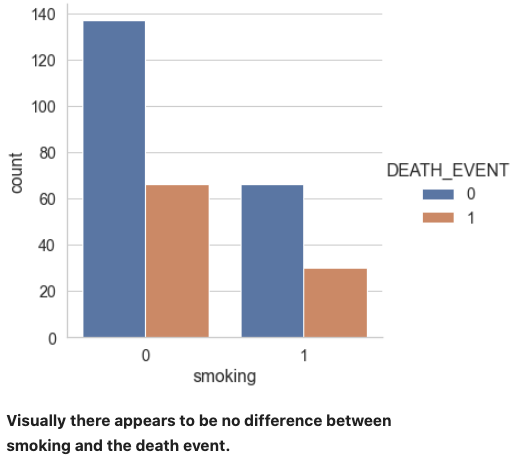 140
120
100
80
60
40
20
0
count
0 1
smoking
DEATH_EVENT
0
1
Visually there appears to be no difference between
smoking and the death event.